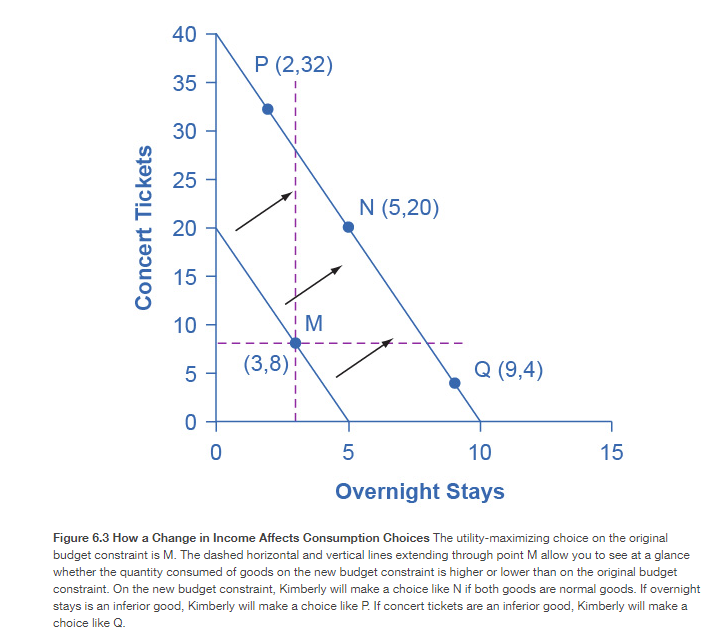 Concert Tickets
40
35
30
25
20
15
10
5
0
P (2,32)
N (5,20)
M
(3,8)
Q (9,4)
0 5 10 15
Overnight Stays
Figure 6.3 How a Change in Income Affects Consumption Choices The utility-maximizing choice on the original
budget constraint is M. The dashed horizontal and vertical lines extending through point M allow you to see at a glance
whether the quantity consumed of goods on the new budget constraint is higher or lower than on the original budget
constraint. On the new budget constraint, Kimberly will make a choice like N if both goods are normal goods. If overnight
stays is an inferior good, Kimberly will make a choice like P. If concert tickets are an inferior good, Kimberly will make a
choice like Q.